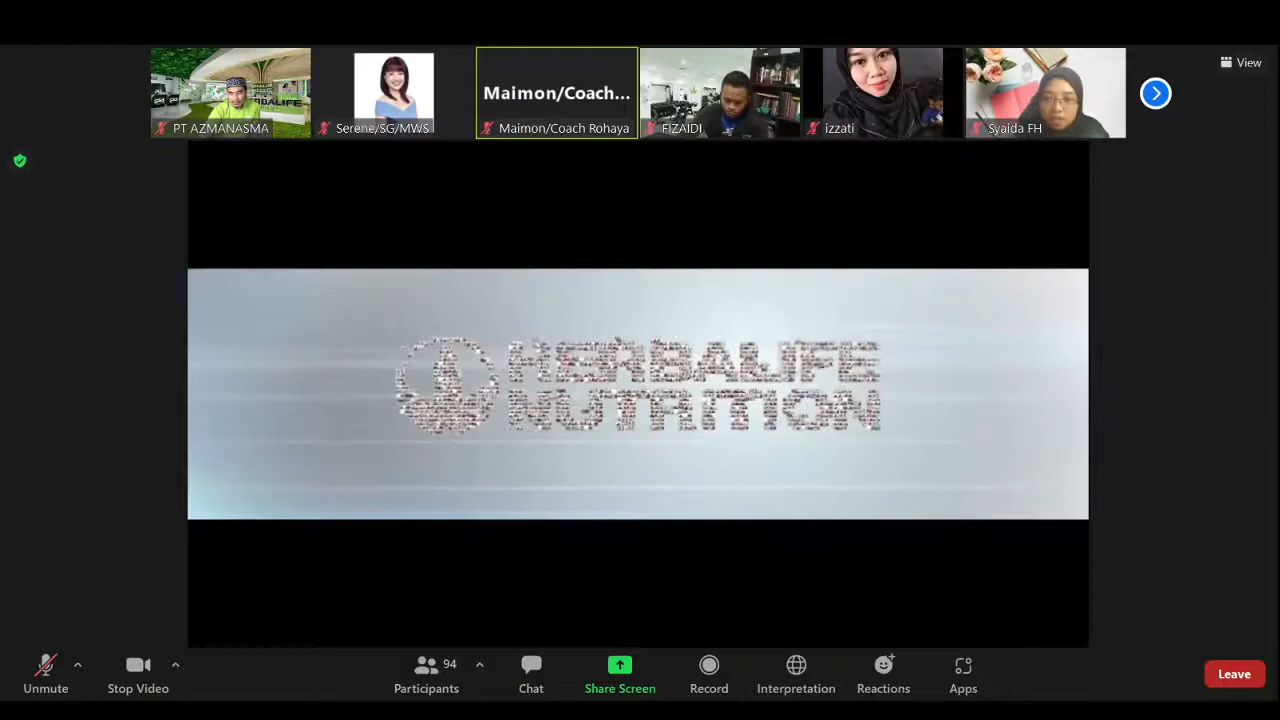 View
Maimon/Coach...
PT AZMANASMA
Serene/SG/MWS
Maimon/Coach Rohaya
FIZAIDI
izzati
Syaida FH
HERBALIFE
NUTRITION
94
Unmute
Stop Video
Participants
Chat
Share Screen
Record
Interpretation
Reactions
Apps
Leave